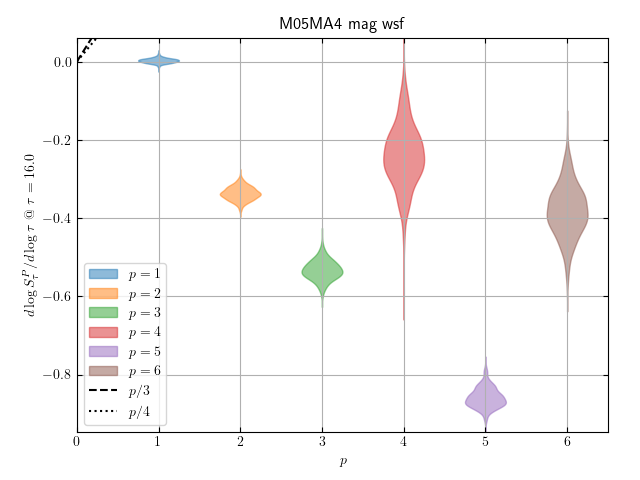 M05MA4 mag wsf
0.0
−0.2
−0.4
−0.6
−0.8
d log S_τ^P / d log τ @ τ = 16.0
p = 1
p = 2
p = 3
p = 4
p = 5
p = 6
p/3
p/4
0 1 2 3 4 5 6
p